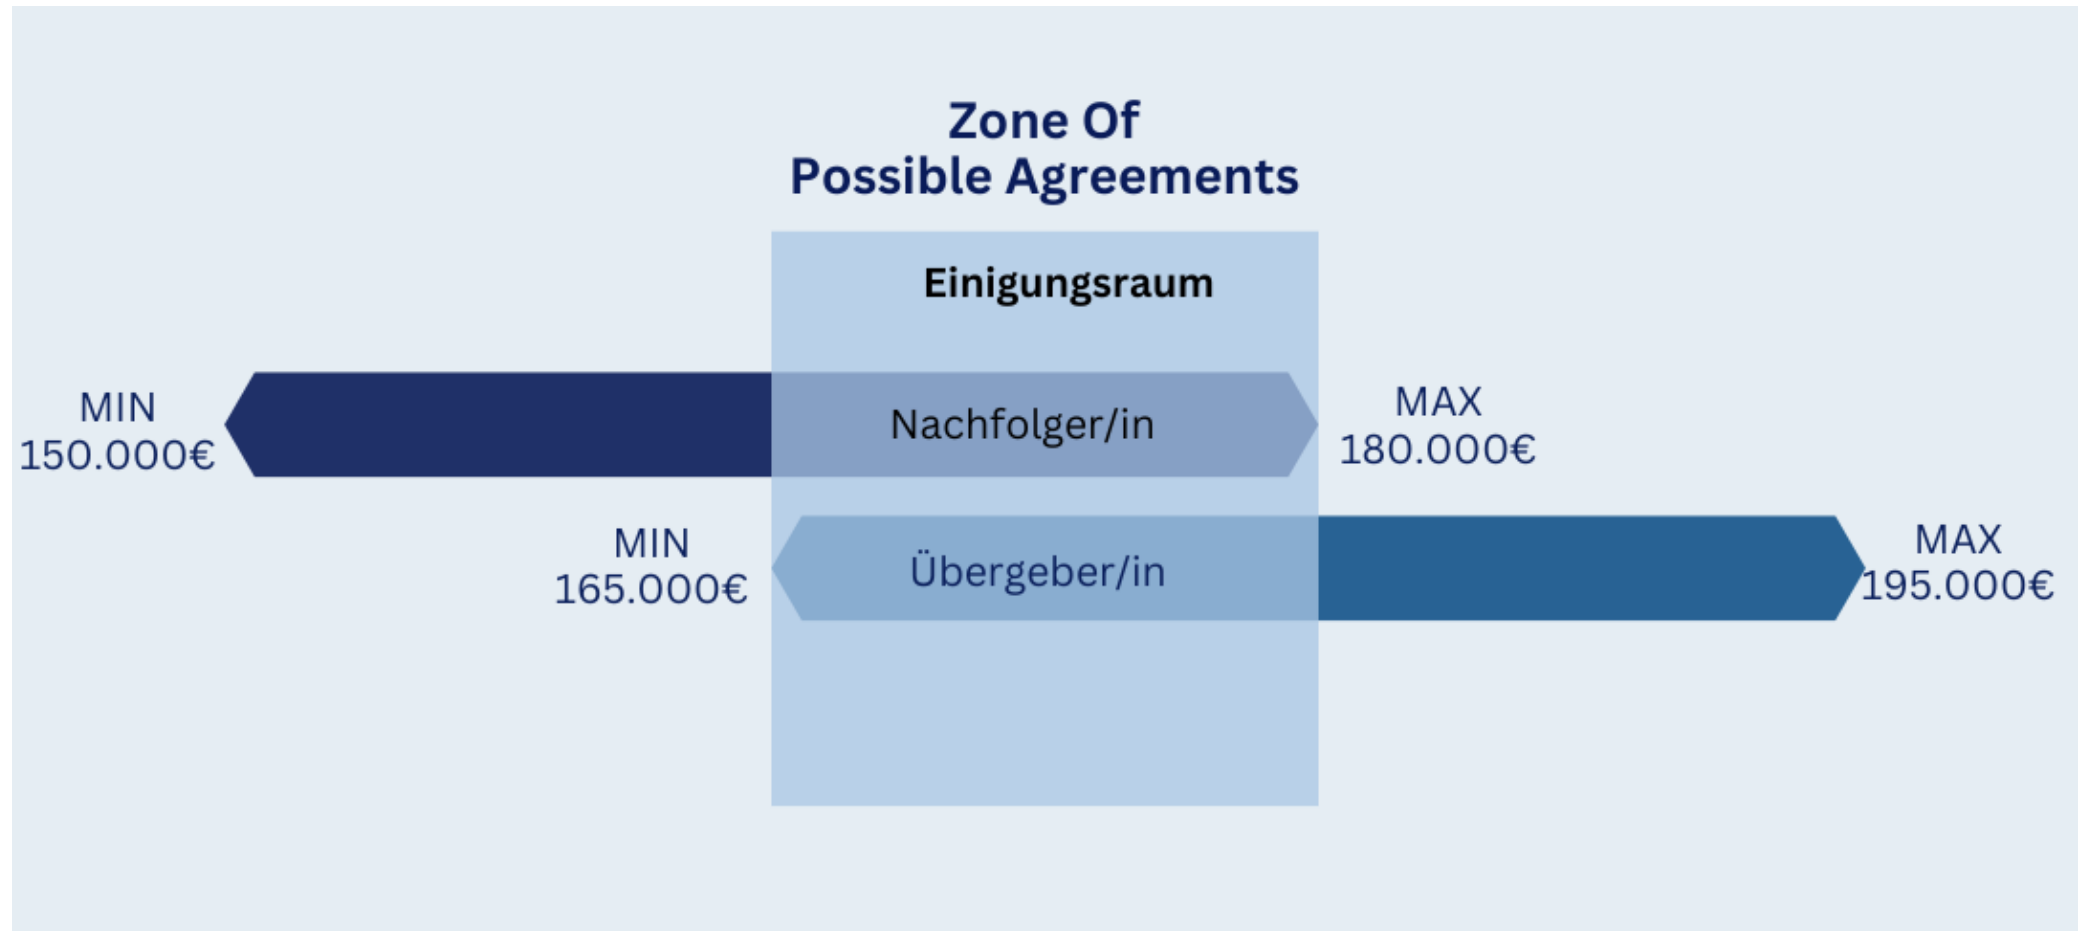 Zone Of
Possible Agreements
Einigungsraum
MIN
150.000€
Nachfolger/in
MAX
180.000€
MIN
165.000€
Übergeber/in
MAX
195.000€